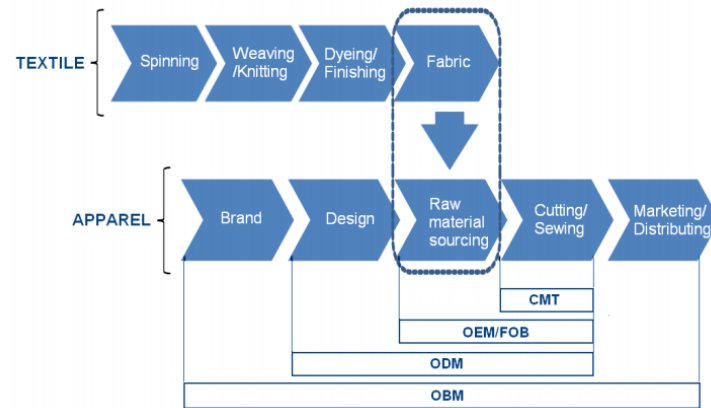 TEXTILE
Spinning
Weaving
/Knitting
Dyeing/
Finishing
Fabric
APPAREL
Brand
Design
Raw
material
sourcing
Cutting/
Sewing
Marketing/
Distributing
CMT
OEM/FOB
ODM
OBM